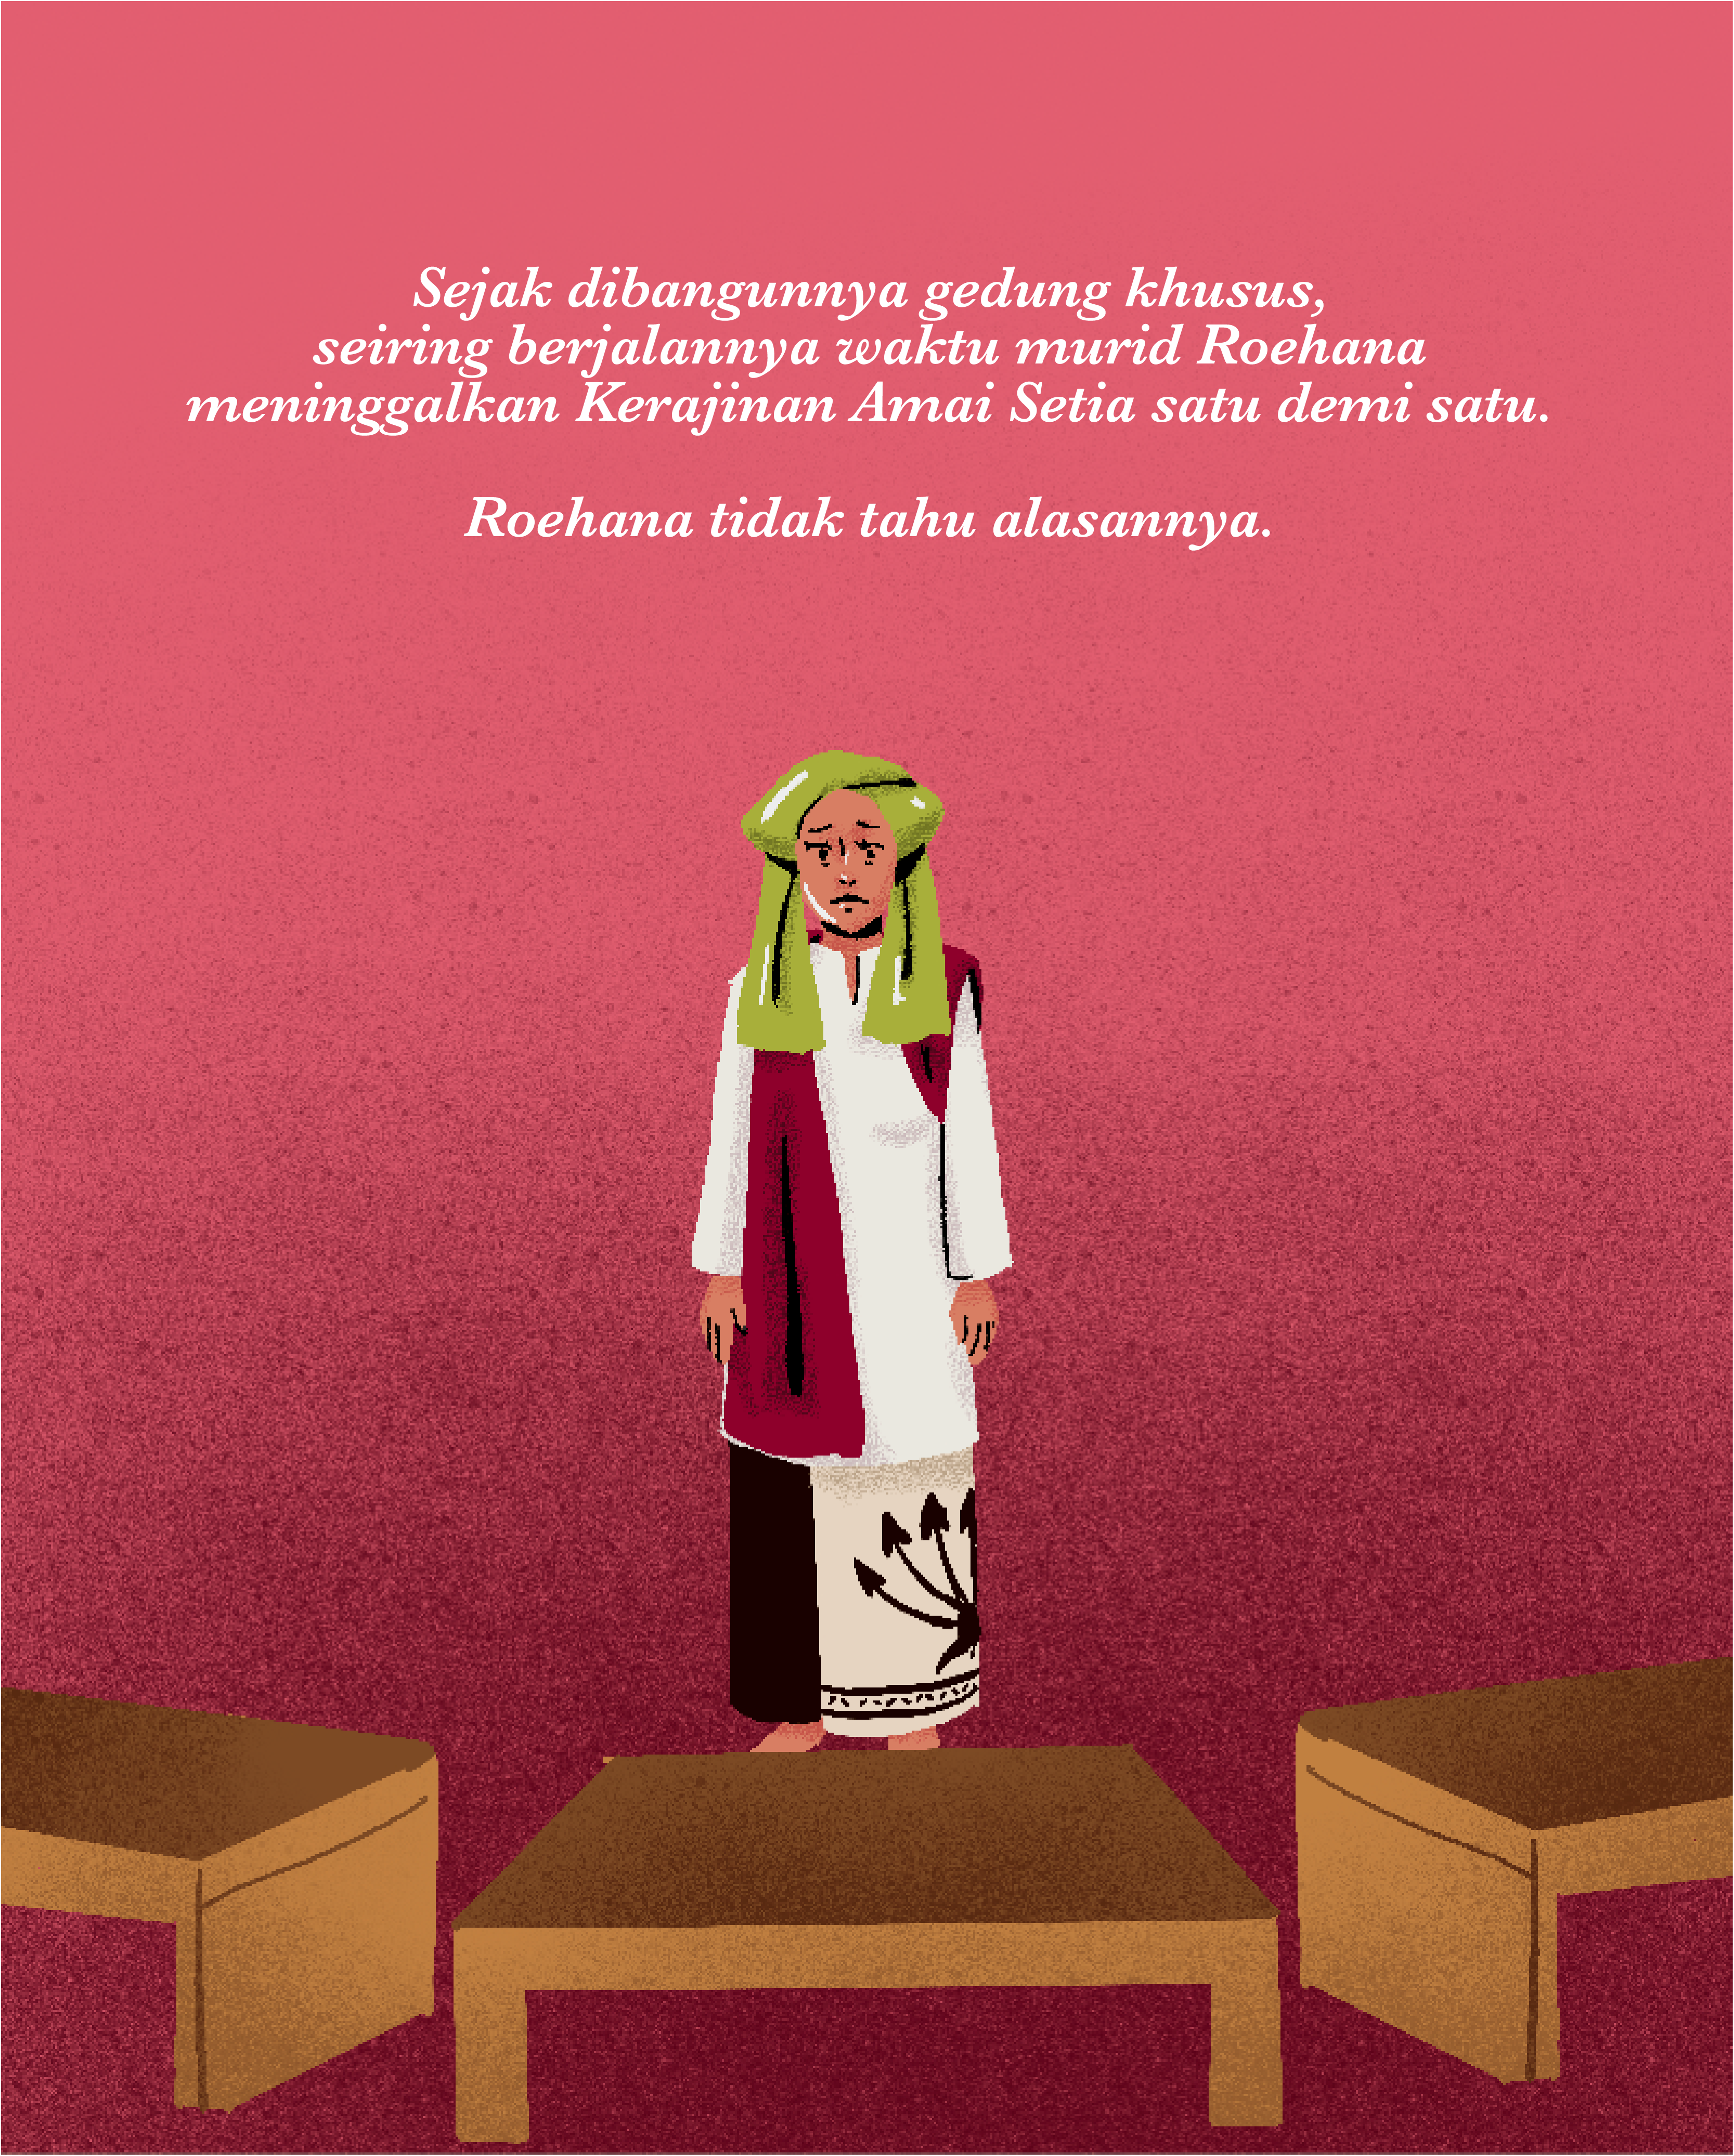 Sejak dibangunnya gedung khusus,
seiring berjalannya waktu murid Roehana
meninggalkan Kerajinan Amai Setia satu demi satu.
Roehana tidak tahu alasannya.